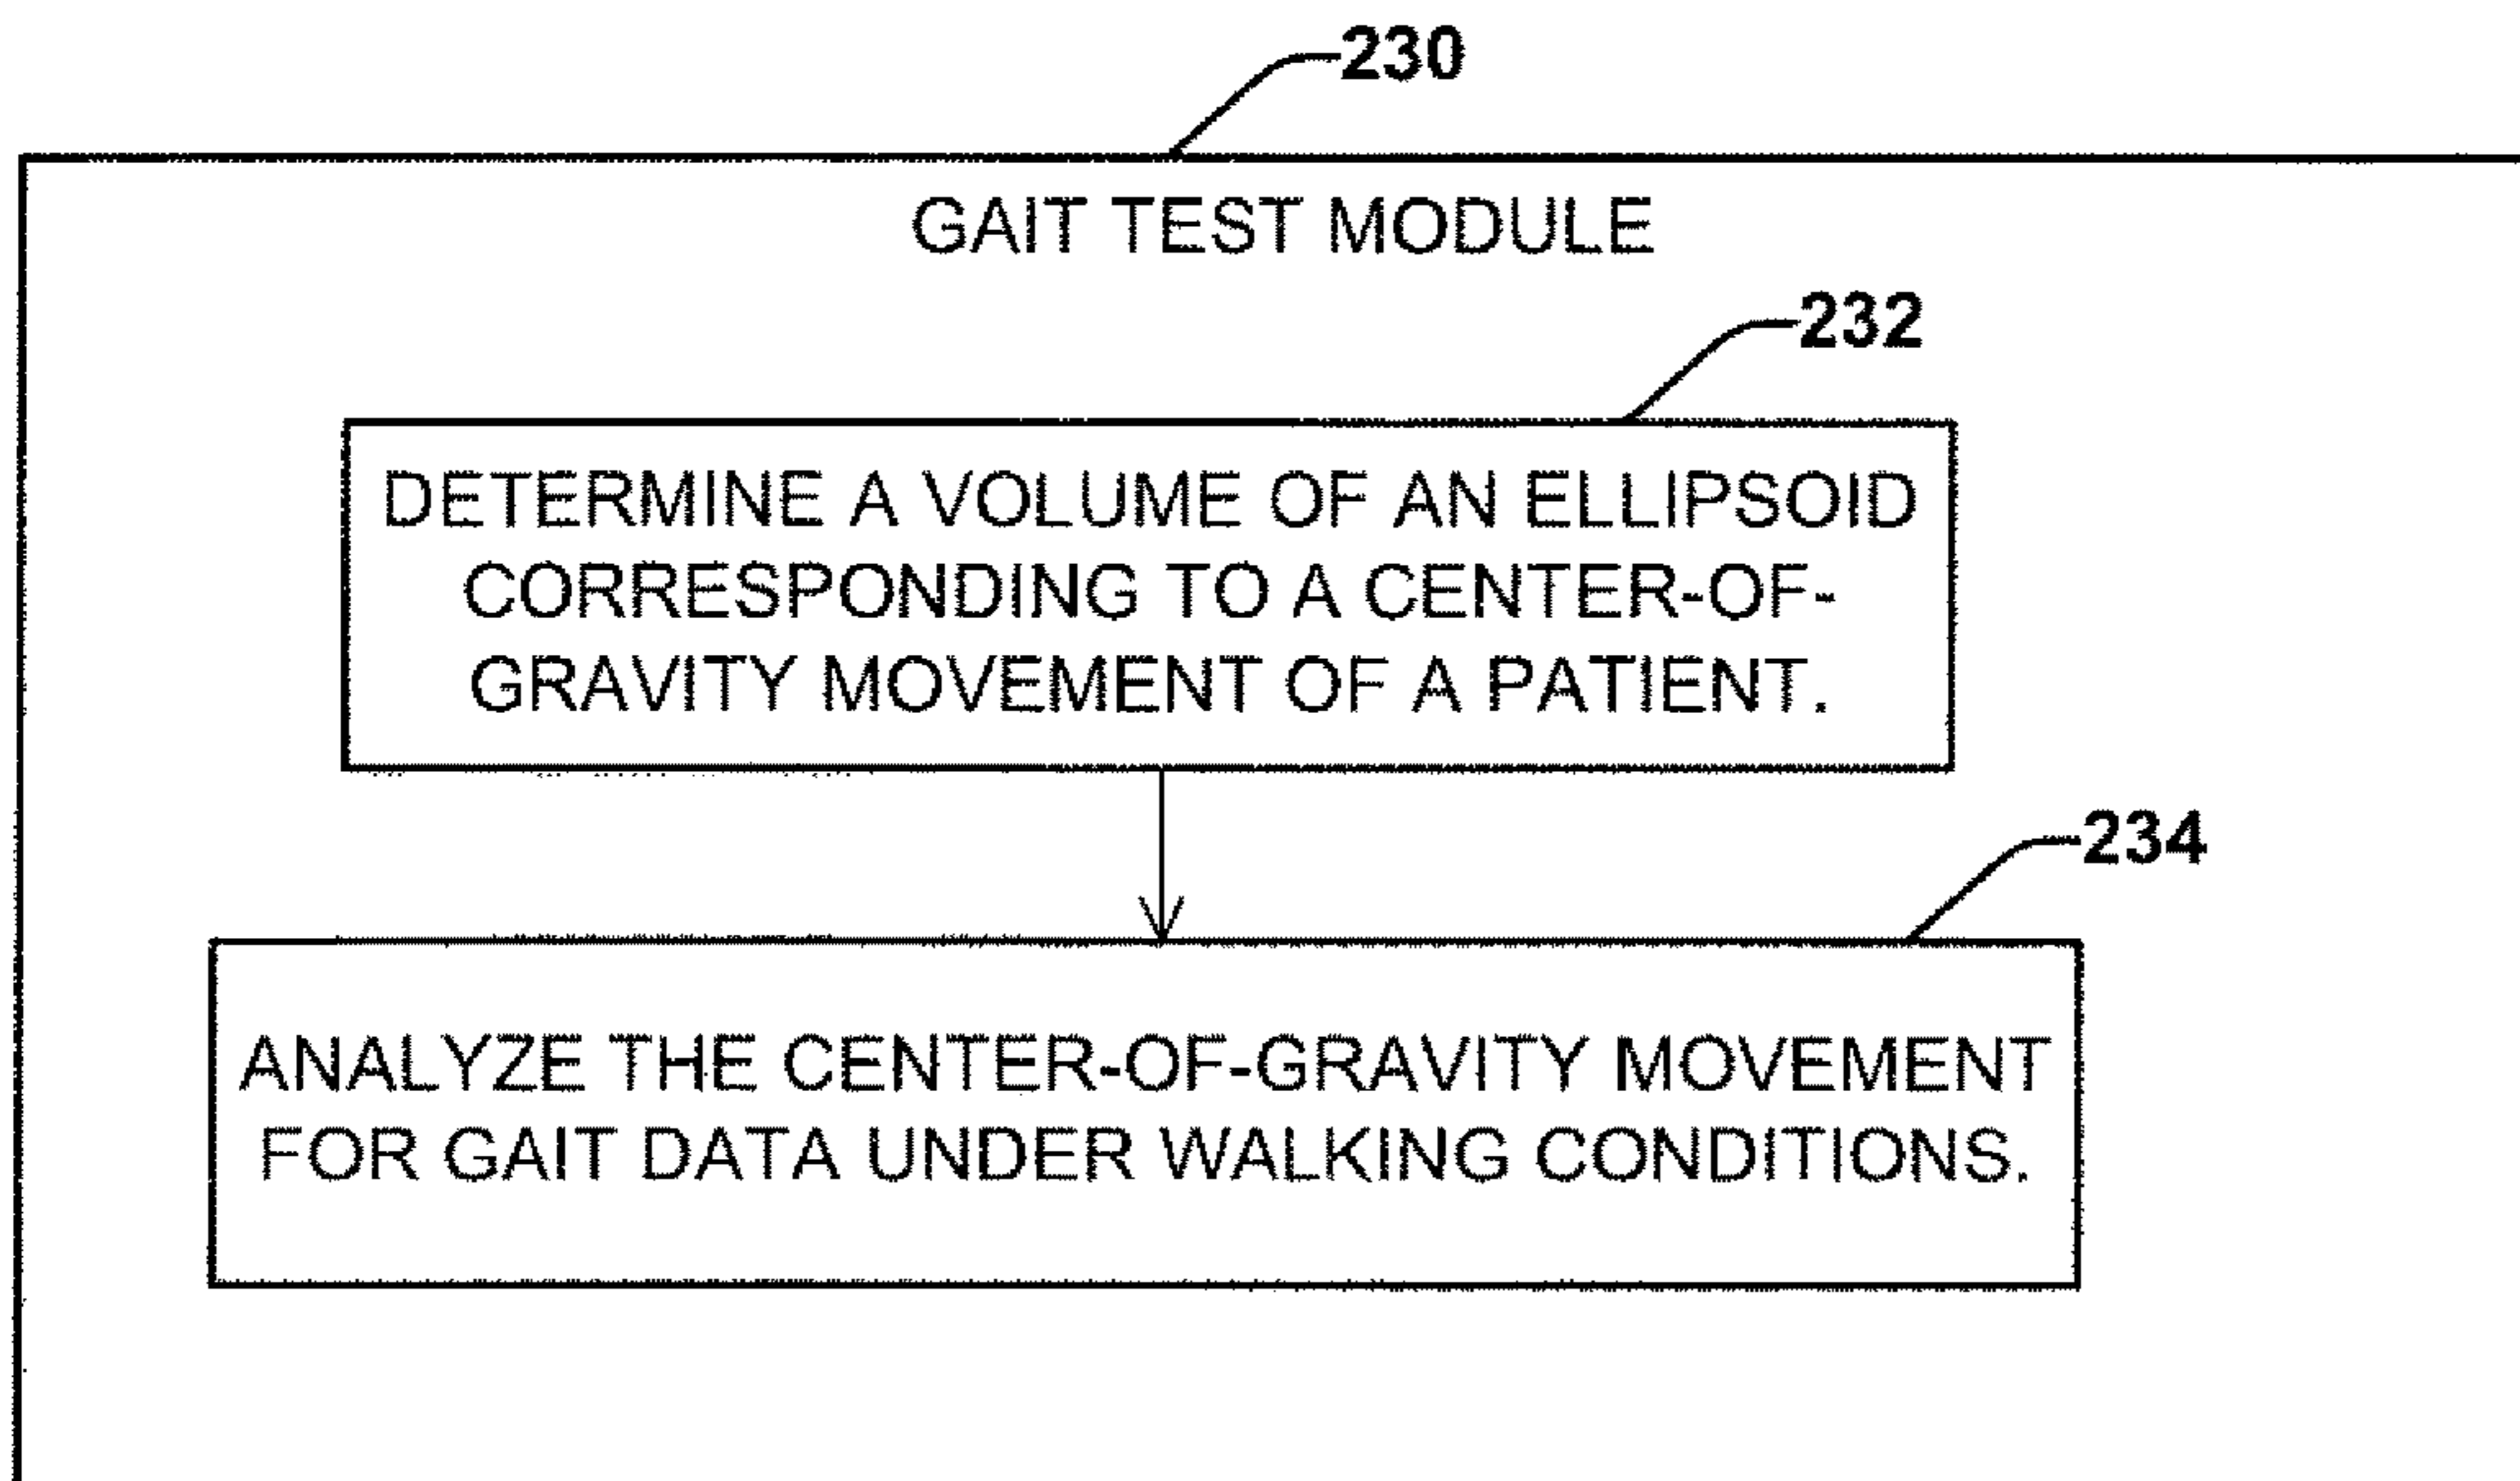 230
GAIT TEST MODULE
232
DETERMINE A VOLUME OF AN ELLIPSOID
CORRESPONDING TO A CENTER-OF-
GRAVITY MOVEMENT OF A PATIENT.
234
ANALYZE THE CENTER-OF-GRAVITY MOVEMENT
FOR GAIT DATA UNDER WALKING CONDITIONS.